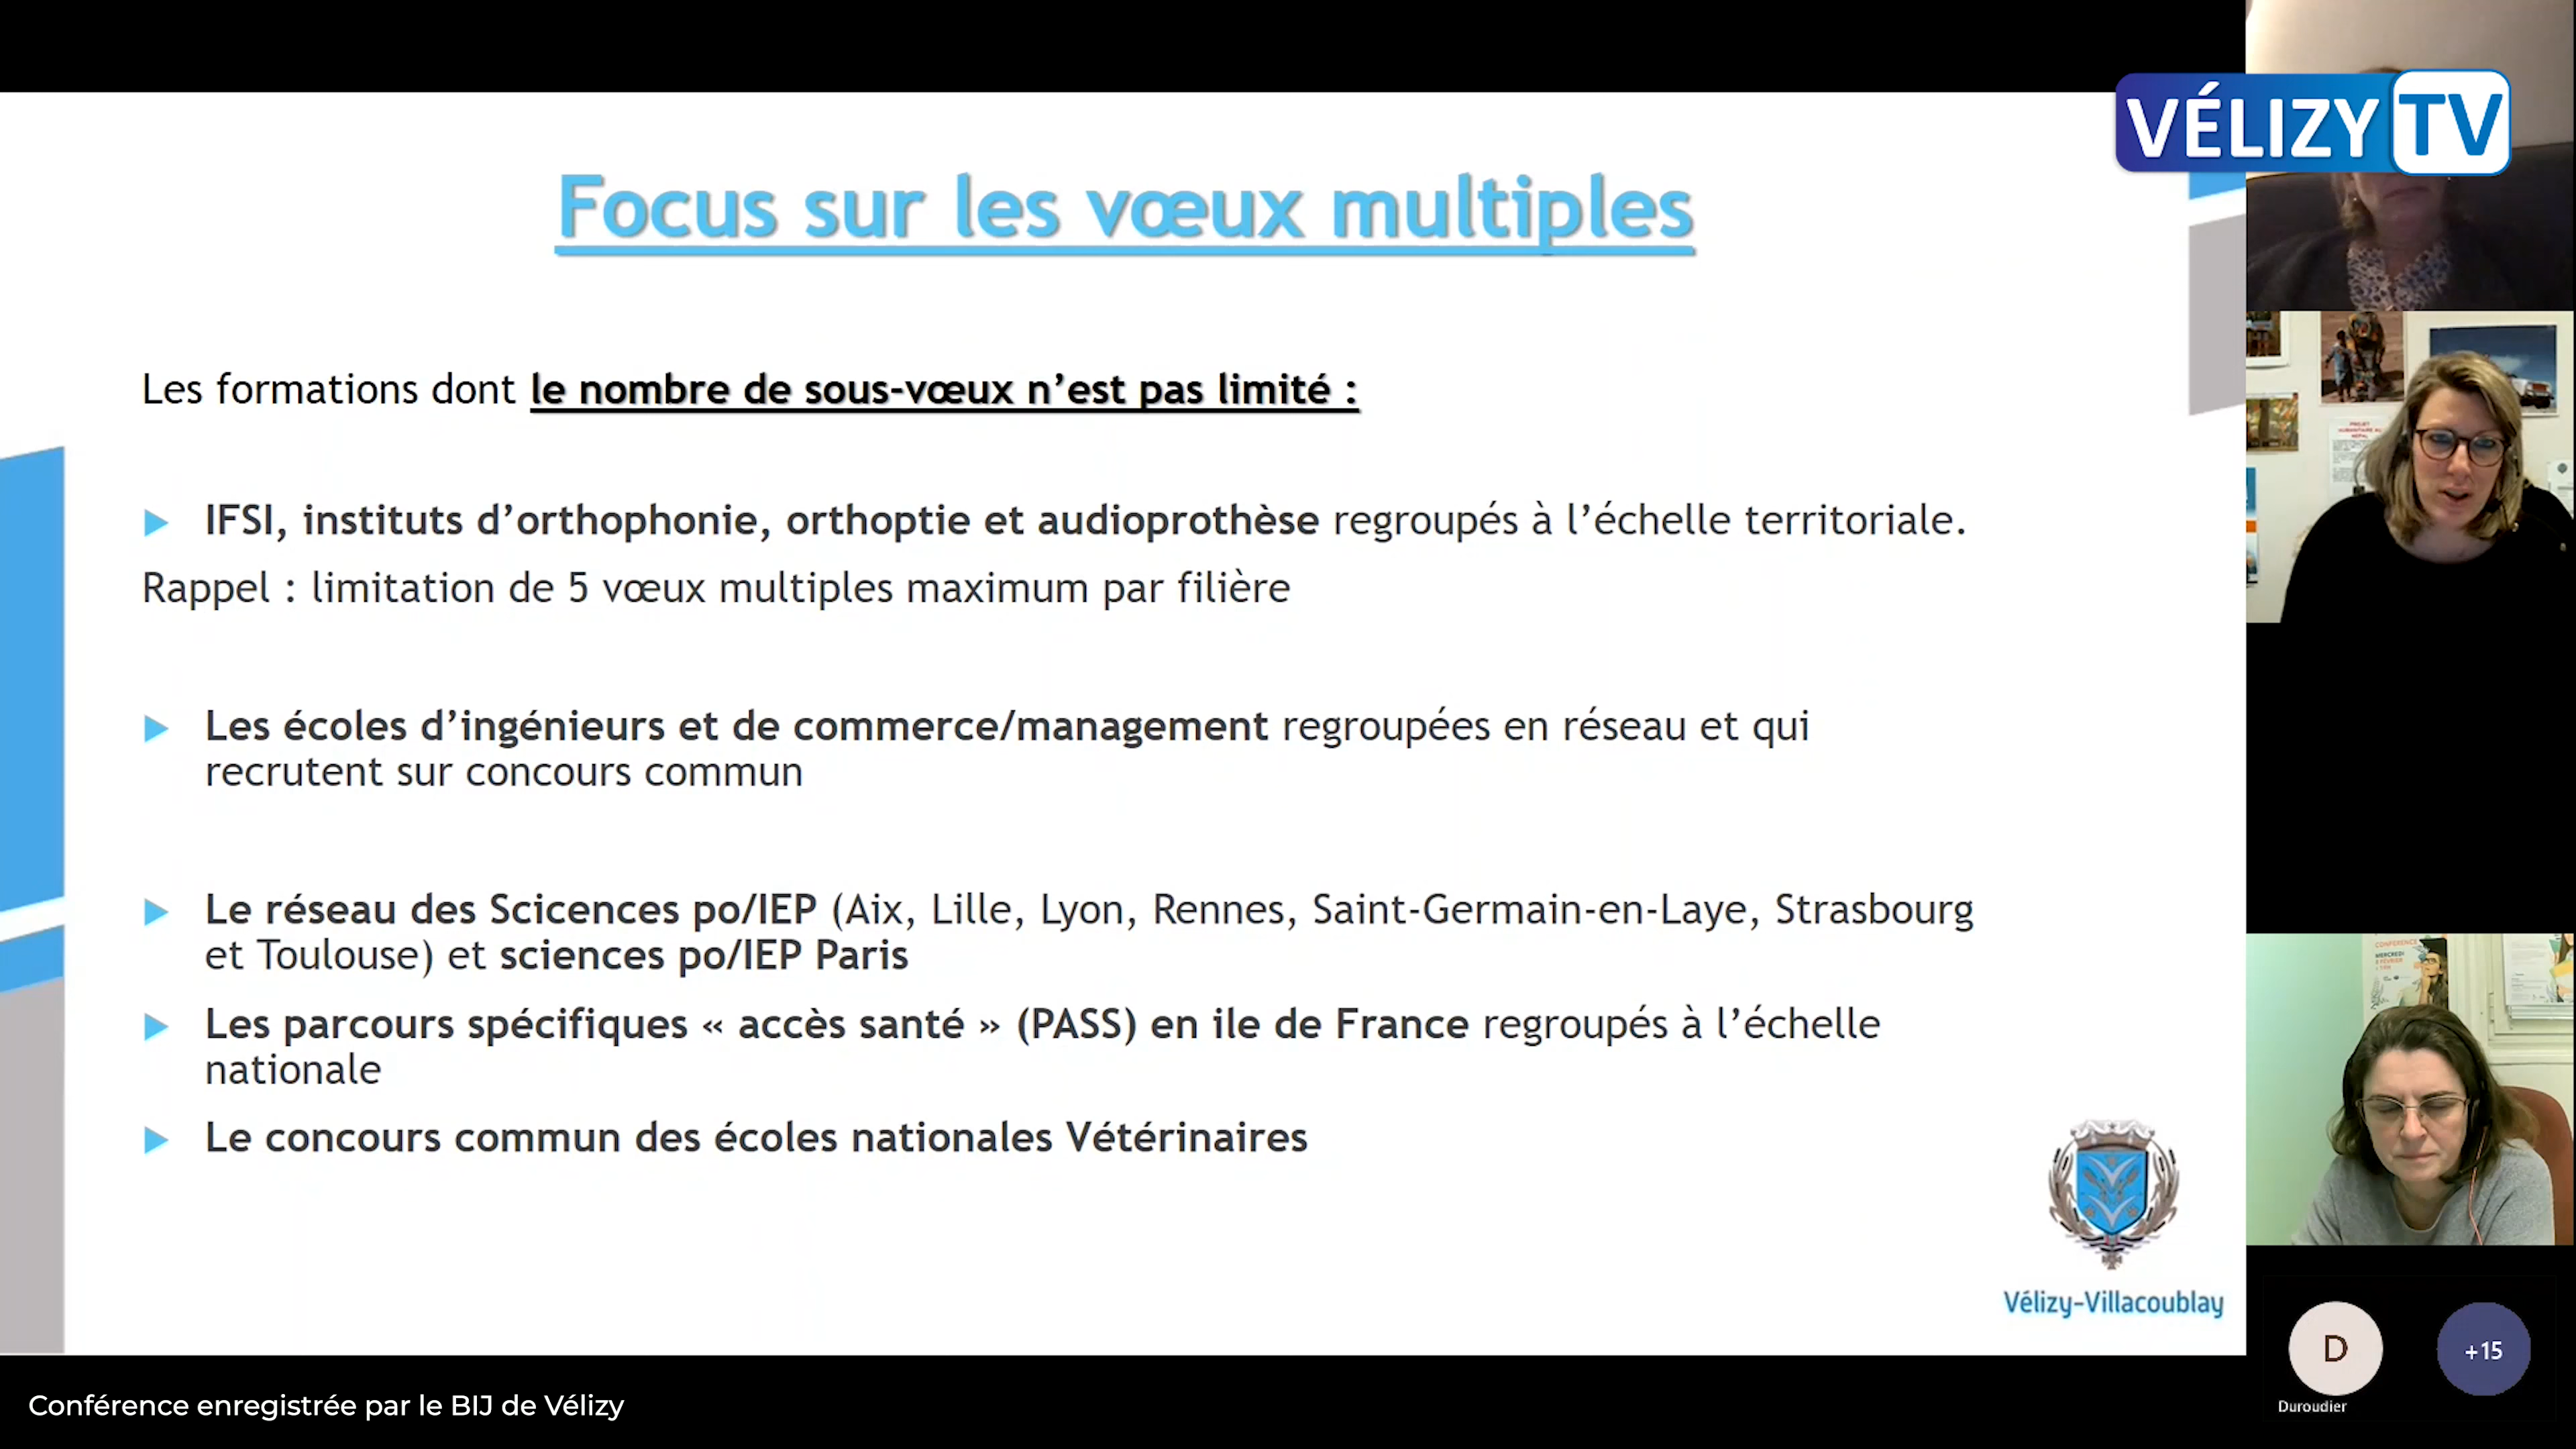 VÉLIZY TV
Focus sur les vœux multiples
Les formations dont le nombre de sous-vœux n’est pas limité :
IFSI, instituts d’orthophonie, orthoptie et audioprothèse regroupés à l’échelle territoriale.
Rappel : limitation de 5 vœux multiples maximum par filière
Les écoles d’ingénieurs et de commerce/management regroupées en réseau et qui
recrutent sur concours commun
Le réseau des Scicences po/IEP (Aix, Lille, Lyon, Rennes, Saint-Germain-en-Laye, Strasbourg
et Toulouse) et sciences po/IEP Paris
Les parcours spécifiques « accès santé » (PASS) en ile de France regroupés à l’échelle
nationale
Le concours commun des écoles nationales Vétérinaires
Vélizy-Villacoublay
PROJET
CONFÉRENCE
MERCREDI
D
+15
Duroudier
Conférence enregistrée par le BIJ de Vélizy